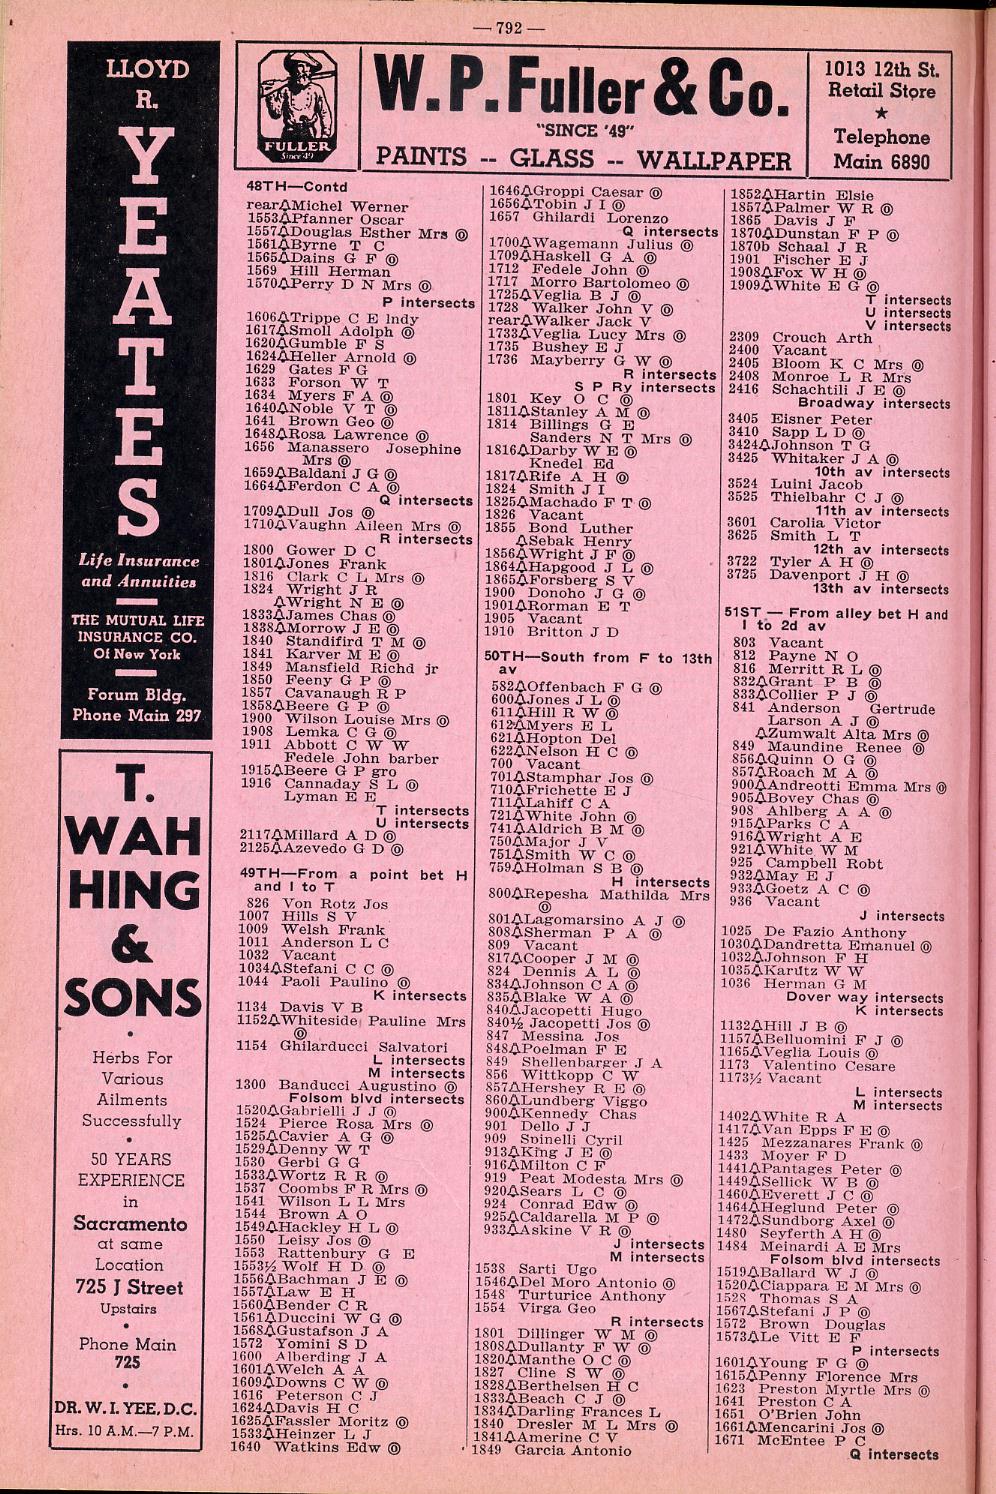 — 792 —
LLOYD
R.
YEATES
Life Insurance
and Annuities
THE MUTUAL LIFE
INSURANCE CO.
Of New York
Forum Bldg.
Phone Main 297
T.
WAH
HING
&
SONS
•
Herbs For
Various
Ailments
Successfully
•
50 YEARS
EXPERIENCE
in
Sacramento
at same
Location
725 J Street
Upstairs
•
Phone Main
725
•
DR. W. I. YEE, D.C.
Hrs. 10 A.M.—7 P.M.
FULLER
Since '49
W. P. Fuller & Co.
"SINCE '49"
PAINTS -- GLASS -- WALLPAPER
1013 12th St.
Retail Store
★
Telephone
Main 6890
48TH—Contd
rear△Michel Werner
1553△Pfanner Oscar
1557△Douglas Esther Mrs ⓞ
1561△Byrne T C
1565△Dains G F ⓞ
1569 Hill Herman
1570△Perry D N Mrs ⓞ
P intersects
1606△Trippe C E lndy
1617△Smoll Adolph ⓞ
1620△Gumble F S
1624△Heller Arnold ⓞ
1629 Gates F G
1633 Forson W T
1634 Myers F A ⓞ
1640△Noble V T ⓞ
1641 Brown Geo ⓞ
1648△Rosa Lawrence ⓞ
1656 Manassero Josephine
Mrs ⓞ
1659△Baldani J G ⓞ
1664△Ferdon C A ⓞ
Q intersects
1709△Dull Jos ⓞ
1710△Vaughn Aileen Mrs ⓞ
R intersects
1800 Gower D C
1801△Jones Frank
1816 Clark C L Mrs ⓞ
1824 Wright J R
△Wright N E ⓞ
1833△James Chas ⓞ
1838△Morrow J E ⓞ
1840 Standifird T M ⓞ
1841 Karver M E ⓞ
1849 Mansfield Richd jr
1850 Feeny G P ⓞ
1857 Cavanaugh R P
1858△Beere G P ⓞ
1900 Wilson Louise Mrs ⓞ
1908 Lemka C G ⓞ
1911 Abbott C W W
Fedele John barber
1915△Beere G P gro
1916 Cannaday S L ⓞ
Lyman E E
T intersects
U intersects
2117△Millard A D ⓞ
2125△Azevedo G D ⓞ
49TH—From a point bet H
and I to T
826 Von Rotz Jos
1007 Hills S V
1009 Welsh Frank
1011 Anderson L C
1032 Vacant
1034△Stefani C C ⓞ
1044 Paoli Paulino ⓞ
K intersects
1134 Davis V B
1152△Whiteside Pauline Mrs
ⓞ
1154 Ghilarducci Salvatori
L intersects
M intersects
1300 Banducci Augustino ⓞ
Folsom blvd intersects
1520△Gabrielli J J ⓞ
1524 Pierce Rosa Mrs ⓞ
1525△Cavier A G ⓞ
1529△Denny W T
1530 Gerbi G G
1533△Wortz R R ⓞ
1537 Coombs F R Mrs ⓞ
1541 Wilson L L Mrs
1544 Brown A O
1549△Hackley H L ⓞ
1550 Leisy Jos ⓞ
1553 Rattenbury G E
1553½ Wolf H D ⓞ
1556△Bachman J E ⓞ
1557△Law E H
1560△Bender C R
1561△Duccini W G ⓞ
1568△Gustafson J A
1572 Yomini S D
1600 Alberding J A
1601△Welch A A
1609△Downs C W ⓞ
1616 Peterson C J
1624△Davis H C
1625△Fassler Moritz ⓞ
1533△Heinzer L J
1640 Watkins Edw ⓞ
1646△Groppi Caesar ⓞ
1656△Tobin J I ⓞ
1657 Ghilardi Lorenzo
Q intersects
1700△Wagemann Julius ⓞ
1709△Haskell G A ⓞ
1712 Fedele John ⓞ
1717 Morro Bartolomeo ⓞ
1725△Veglia B J ⓞ
1728 Walker John V ⓞ
rear△Walker Jack V
1733△Veglia Lucy Mrs ⓞ
1735 Bushey E J
1736 Mayberry G W ⓞ
R intersects
S P Ry intersects
1801 Key O C ⓞ
1811△Stanley A M ⓞ
1814 Billings G E
Sanders N T Mrs ⓞ
1816△Darby W E ⓞ
Knedel Ed
1817△Rife A H ⓞ
1824 Smith J I
1825△Machado F T ⓞ
1826 Vacant
1855 Bond Luther
△Sebak Henry
1856△Wright J F ⓞ
1864△Hapgood J L ⓞ
1865△Forsberg S V
1900 Donoho J G ⓞ
1901△Rorman E T
1905 Vacant
1910 Britton J D
50TH—South from F to 13th
av
582△Offenbach F G ⓞ
600△Jones J L ⓞ
611△Hill R W ⓞ
612△Myers E L
621△Hopton Del
622△Nelson H C ⓞ
700 Vacant
701△Stamphar Jos ⓞ
710△Frichette E J
711△Lahiff C A
721△White John ⓞ
741△Aldrich B M ⓞ
750△Major J V
751△Smith W C ⓞ
759△Holman S B ⓞ
H intersects
800△Repesha Mathilda Mrs
ⓞ
801△Lagomarsino A J ⓞ
808△Sherman P A ⓞ
809 Vacant
817△Cooper J M ⓞ
824 Dennis A L ⓞ
834△Johnson C A ⓞ
835△Blake W A ⓞ
840△Jacopetti Hugo
840½ Jacopetti Jos ⓞ
847 Messina Jos
848△Poelman F E
849 Shellenbarger J A
856 Wittkopp C W
857△Hershey R E ⓞ
860△Lundberg Viggo
900△Kennedy Chas
901 Dello J J
909 Spinelli Cyril
913△King J E ⓞ
916△Milton C F
919 Peat Modesta Mrs ⓞ
920△Sears L C ⓞ
924 Conrad Edw ⓞ
925△Caldarella M P ⓞ
933△Askine V R ⓞ
J intersects
M intersects
1538 Sarti Ugo
1546△Del Moro Antonio ⓞ
1548 Turturice Anthony
1554 Virga Geo
R intersects
1801 Dillinger W M ⓞ
1808△Dullanty F W ⓞ
1820△Manthe O C ⓞ
1827 Cline S W ⓞ
1828△Berthelsen H C
1833△Beach C J ⓞ
1834△Darling Frances L
1840 Dresler M L Mrs ⓞ
1841△Amerine C V
1849 Garcia Antonio
1852△Hartin Elsie
1857△Palmer W R ⓞ
1865 Davis J F
1870△Dunstan F P ⓞ
1870b Schaal J R
1901 Fischer E J
1908△Fox W H ⓞ
1909△White E G ⓞ
T intersects
U intersects
V intersects
2309 Crouch Arth
2400 Vacant
2405 Bloom K C Mrs ⓞ
2408 Monroe L R Mrs
2416 Schachtili J E ⓞ
Broadway intersects
3405 Eisner Peter
3410 Sapp L D ⓞ
3424△Johnson T G
3425 Whitaker J A ⓞ
10th av intersects
3524 Luini Jacob
3525 Thielbahr C J ⓞ
11th av intersects
3601 Carolia Victor
3625 Smith L T
12th av intersects
3722 Tyler A H ⓞ
3725 Davenport J H ⓞ
13th av intersects
51ST — From alley bet H and
I to 2d av
803 Vacant
812 Payne N O
816 Merritt R L ⓞ
832△Grant P B ⓞ
833△Collier P J ⓞ
841 Anderson Gertrude
Larson A J ⓞ
△Zumwalt Alta Mrs ⓞ
849 Maundine Renee ⓞ
856△Quinn O G ⓞ
857△Roach M A ⓞ
900△Andreotti Emma Mrs ⓞ
905△Bovey Chas ⓞ
908 Ahlberg A A ⓞ
915△Parks C A
916△Wright A E
921△White W M
925 Campbell Robt
932△May E J
933△Goetz A C ⓞ
936 Vacant
J intersects
1025 De Fazio Anthony
1030△Dandretta Emanuel ⓞ
1032△Johnson F H
1035△Karutz W W
1036 Herman G M
Dover way intersects
K intersects
1132△Hill J B ⓞ
1157△Belluomini F J ⓞ
1165△Veglia Louis ⓞ
1173 Valentino Cesare
1173½ Vacant
L intersects
M intersects
1402△White R A
1417△Van Epps F E ⓞ
1425 Mezzanares Frank ⓞ
1433 Moyer F D
1441△Pantages Peter ⓞ
1449△Sellick W B ⓞ
1460△Everett J C ⓞ
1464△Heglund Peter ⓞ
1472△Sundborg Axel ⓞ
1480 Seyferth A H ⓞ
1484 Meinardi A E Mrs
Folsom blvd intersects
1519△Ballard W J ⓞ
1520△Ciappara E M Mrs ⓞ
1528 Thomas S A
1567△Stefani J P ⓞ
1572 Brown Douglas
1573△Le Vitt E F
P intersects
1601△Young F G ⓞ
1615△Penny Florence Mrs
1623 Preston Myrtle Mrs ⓞ
1641 Preston C A
1651 O'Brien John
1661△Mencarini Jos ⓞ
1671 McEntee P C
Q intersects